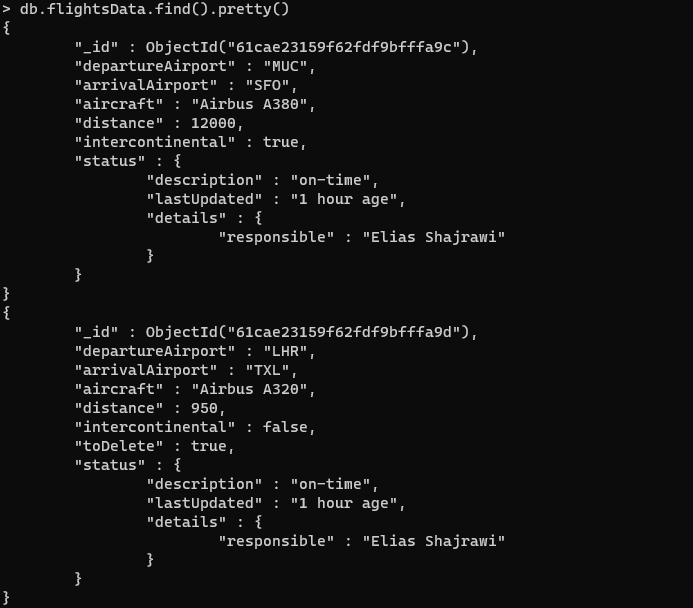 > db.flightsData.find().pretty()
{
        "_id" : ObjectId("61cae23159f62fdf9bfffa9c"),
        "departureAirport" : "MUC",
        "arrivalAirport" : "SFO",
        "aircraft" : "Airbus A380",
        "distance" : 12000,
        "intercontinental" : true,
        "status" : {
                "description" : "on-time",
                "lastUpdated" : "1 hour age",
                "details" : {
                        "responsible" : "Elias Shajrawi"
                }
        }
}
{
        "_id" : ObjectId("61cae23159f62fdf9bfffa9d"),
        "departureAirport" : "LHR",
        "arrivalAirport" : "TXL",
        "aircraft" : "Airbus A320",
        "distance" : 950,
        "intercontinental" : false,
        "toDelete" : true,
        "status" : {
                "description" : "on-time",
                "lastUpdated" : "1 hour age",
                "details" : {
                        "responsible" : "Elias Shajrawi"
                }
        }
}